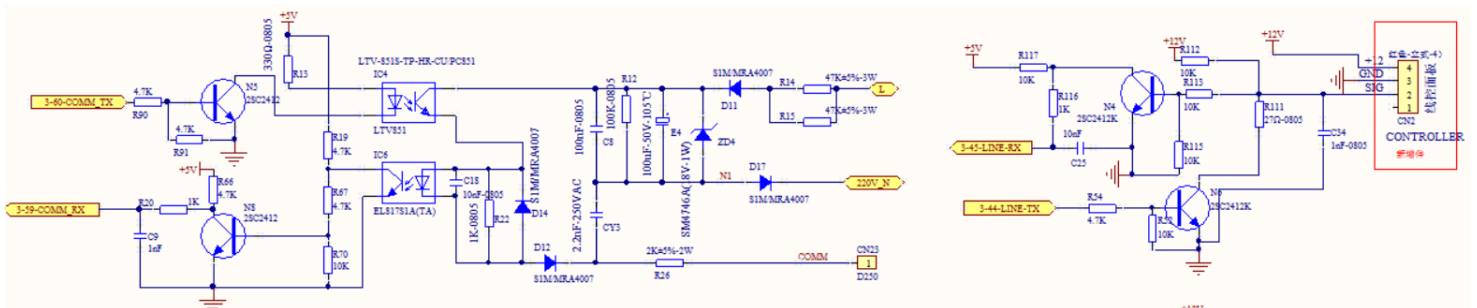 +5V
330Ω-0805
R13
LTV-851S-TP-HR-CU/PC851
IC4
LTV851
N5
2SC2412
3-60-COMM_TX
4.7K
R90
4.7K
R91
+5V
R66
4.7K
R19
4.7K
R67
4.7K
R70
10K
3-59-COMM_RX
R20
1K
N8
2SC2412
C9
1nF
IC6
EL817S1A(TA)
C18
10nF-0805
R22
1K-0805
D14
S1M/MRA4007
D12
S1M/MRA4007
100nF-0805
C8
R12
100K-0805
E4
100nF-50V-105℃
ZD4
SM4746A(18V-1W)
D11
S1M/MRA4007
R14
47K±5%-3W
R15
47K±5%-3W
L
N1
D17
S1M/MRA4007
220V_N
2.2nF-250VAC
CY3
2K±5%-2W
R26
COMM
CN23
1
D250
+5V
R117
10K
R116
1K
10nF
C25
N4
2SC2412K
3-45-LINE-RX
+12V
R112
10K
R113
10K
R115
10K
R111
27Ω-0805
C34
1nF-0805
3-44-LINE-TX
R54
4.7K
R52
10K
N6
2SC2412K
+12V
+12
GND
SIG
4
3
2
1
CN2
CONTROLLER
线控面板
+12V